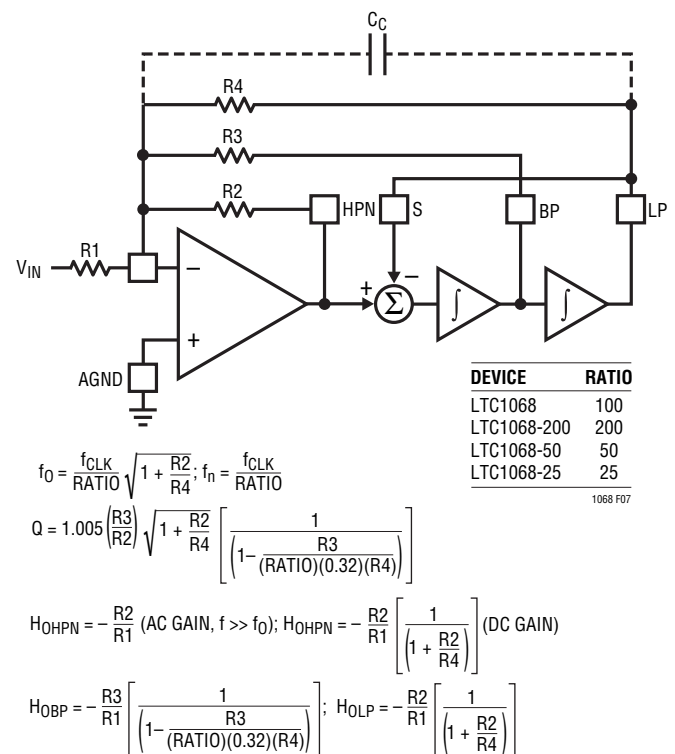 C_C
R4
R3
R2
HPN S BP LP
R1
V_IN
−
+
AGND
+ −
Σ
∫ ∫
DEVICE RATIO
LTC1068 100
LTC1068-200 200
LTC1068-50 50
LTC1068-25 25
1068 F07
f_O = f_CLK/RATIO √(1 + R2/R4); f_n = f_CLK/RATIO
Q = 1.005 (R3/R2) √(1 + R2/R4) [1/(1− R3/((RATIO)(0.32)(R4)))]
H_OHPN = − R2/R1 (AC GAIN, f >> f_O); H_OHPN = − R2/R1 [1/(1 + R2/R4)] (DC GAIN)
H_OBP = − R3/R1 [1/(1− R3/((RATIO)(0.32)(R4)))]; H_OLP = − R2/R1 [1/(1 + R2/R4)]